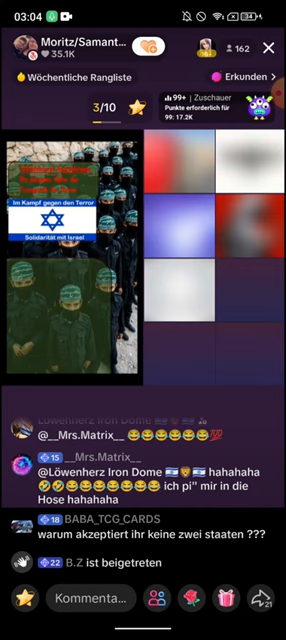 03:04
Moritz/Samant...
35.1K
162
Wöchentliche Rangliste
Erkunden >
3/10
99+ | Zuschauer
Punkte erforderlich für
99: 17.2K
Im Kampf gegen den Terror
Solidarität mit Israel
Löwenherz Iron Dome 🇮🇱🦁🇮🇱
@__Mrs.Matrix__ 😂😂😂😂😂😂💯
15 __Mrs.Matrix__
@Löwenherz Iron Dome 🇮🇱🦁🇮🇱 hahahaha
🤣🤣😂😂😂😂😂😂😂 ich pi" mir in die
Hose hahahaha
18 BABA_TCG_CARDS
warum akzeptiert ihr keine zwei staaten ???
22 B.Z ist beigetreten
Kommenta...
21